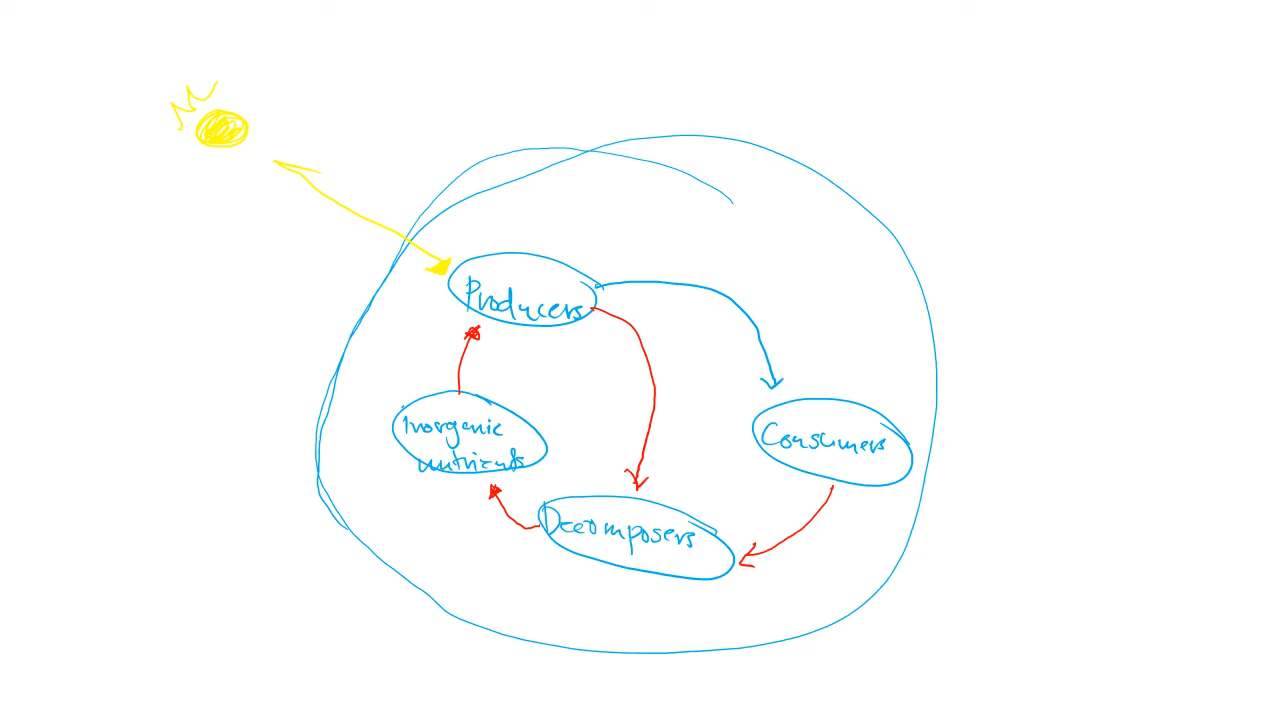 Producers
Inorganic
nutrients
Consumers
Decomposers